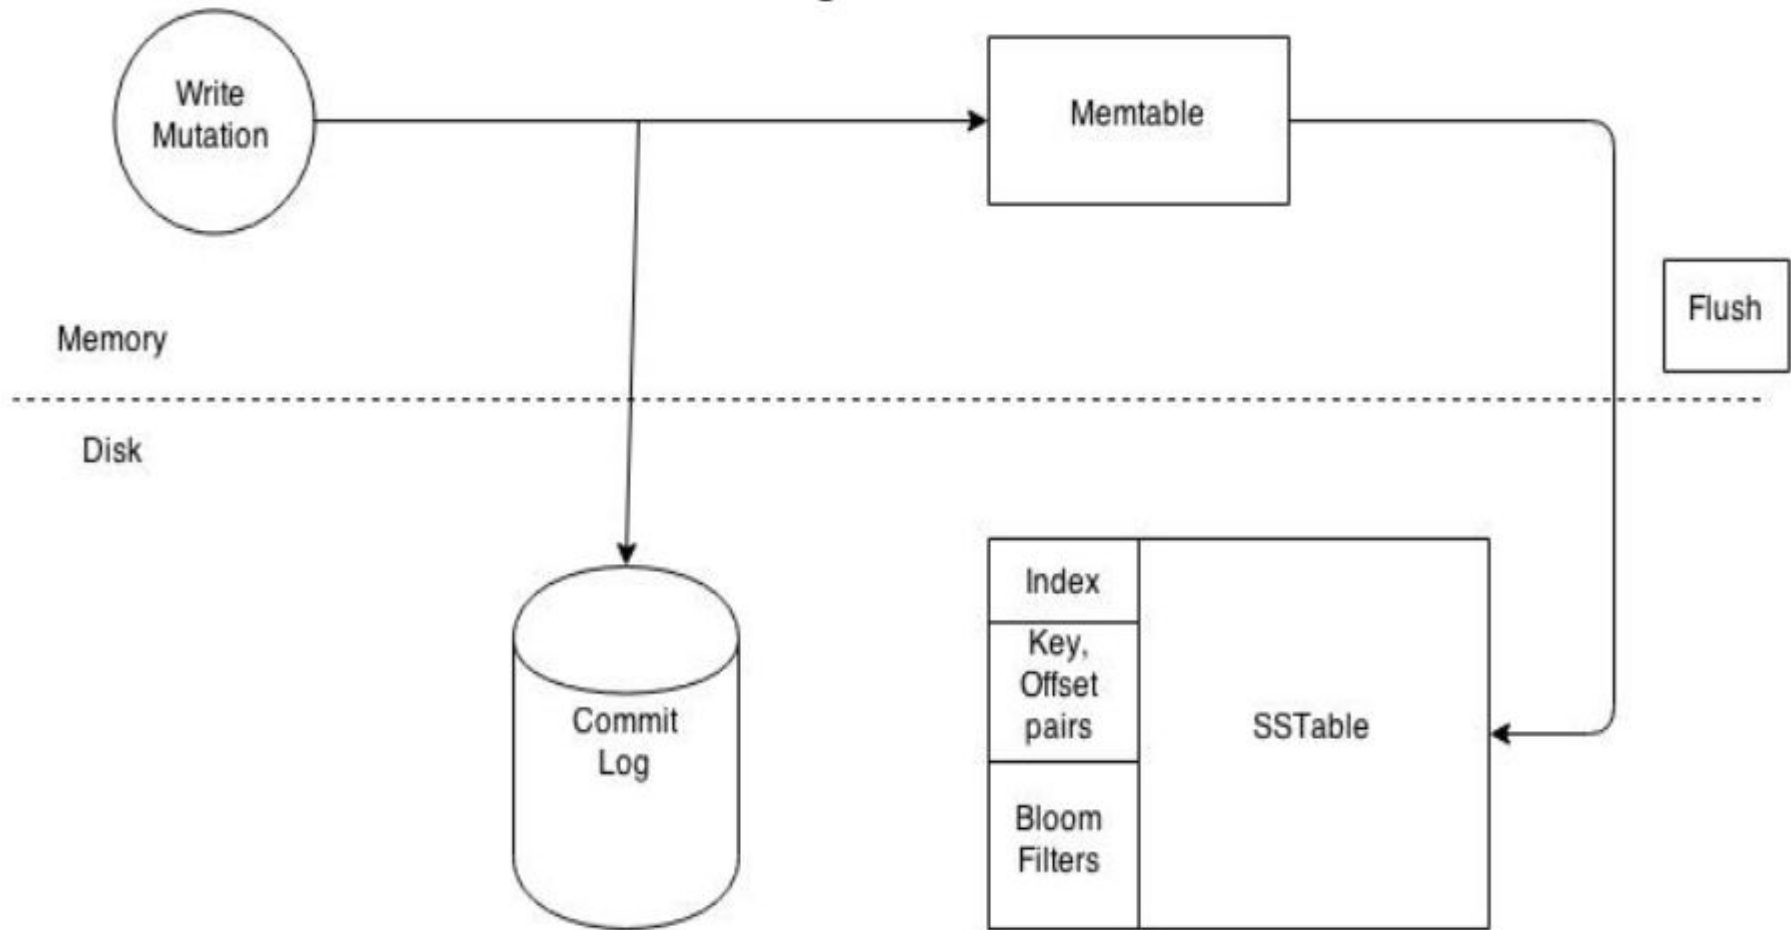 Write
Mutation
Memtable
Flush
Memory
Disk
Index
Key,
Offset
pairs
SSTable
Commit
Log
Bloom
Filters